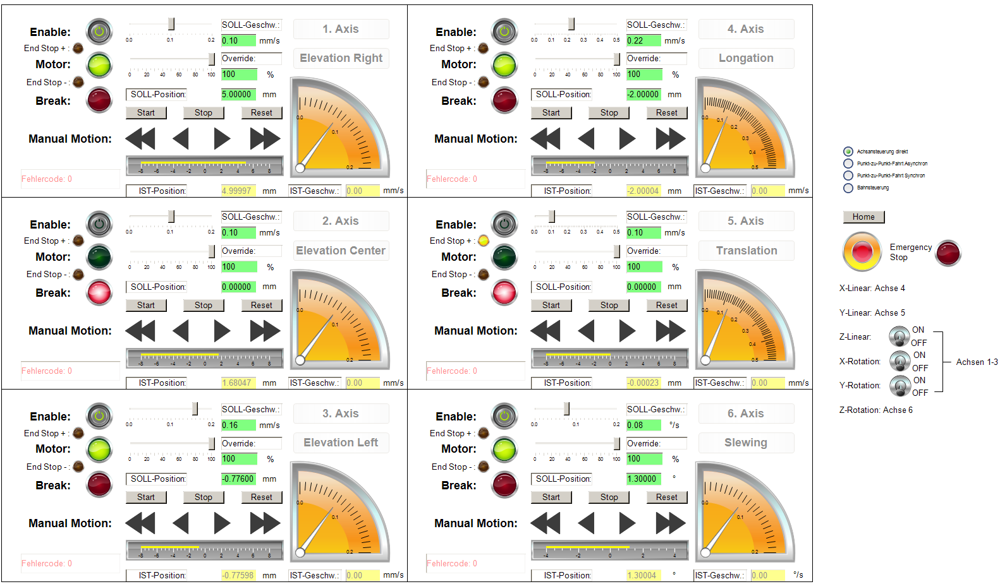 Enable:
End Stop + :
Motor:
End Stop - :
Break:
0.0 0.1 0.2
SOLL-Geschw.:
0.10 mm/s
0 20 40 60 80 100
Override:
100 %
SOLL-Position:
5.00000 mm
Start Stop Reset
Manual Motion:
-8 -6 -4 -2 0 2 4 6 8
Fehlercode: 0
IST-Position:
4.99997 mm
1. Axis
Elevation Right
0.0 0.1 0.2
IST-Geschw.: 0.00 mm/s
Enable:
End Stop + :
Motor:
End Stop - :
Break:
0.0 0.1 0.2 0.3 0.4 0.5
SOLL-Geschw.:
0.22 mm/s
0 20 40 60 80 100
Override:
100 %
SOLL-Position:
-2.00000 mm
Start Stop Reset
Manual Motion:
-8 -6 -4 -2 0 2 4 6 8
Fehlercode: 0
IST-Position:
-2.00004 mm
4. Axis
Longation
0.0 0.1 0.2 0.3 0.4 0.5
IST-Geschw.: 0.00 mm/s
Enable:
End Stop + :
Motor:
End Stop - :
Break:
0.0 0.1 0.2
SOLL-Geschw.:
0.10 mm/s
0 20 40 60 80 100
Override:
100 %
SOLL-Position:
0.00000 mm
Start Stop Reset
Manual Motion:
-8 -6 -4 -2 0 2 4 6 8
Fehlercode: 0
IST-Position:
1.68047 mm
2. Axis
Elevation Center
0.0 0.1 0.2
IST-Geschw.: 0.00 mm/s
Enable:
End Stop + :
Motor:
End Stop - :
Break:
0.0 0.1 0.2 0.3 0.4 0.5
SOLL-Geschw.:
0.10 mm/s
0 20 40 60 80 100
Override:
100 %
SOLL-Position:
0.00000 mm
Start Stop Reset
Manual Motion:
-8 -6 -4 -2 0 2 4 6 8
Fehlercode: 0
IST-Position:
-0.00023 mm
5. Axis
Translation
0.0 0.1 0.2 0.3 0.4 0.5
IST-Geschw.: 0.00 mm/s
Enable:
End Stop + :
Motor:
End Stop - :
Break:
0.0 0.1 0.2
SOLL-Geschw.:
0.16 mm/s
0 20 40 60 80 100
Override:
100 %
SOLL-Position:
-0.77600 mm
Start Stop Reset
Manual Motion:
-8 -6 -4 -2 0 2 4 6 8
Fehlercode: 0
IST-Position:
-0.77598 mm
3. Axis
Elevation Left
0.0 0.1 0.2
IST-Geschw.: 0.00 mm/s
Enable:
End Stop + :
Motor:
End Stop - :
Break:
0.0 0.1 0.2
SOLL-Geschw.:
0.08 °/s
0 20 40 60 80 100
Override:
100 %
SOLL-Position:
1.30000 °
Start Stop Reset
Manual Motion:
-4 -2 0 2 4
Fehlercode: 0
IST-Position:
1.30004 °
6. Axis
Slewing
0.0 0.1 0.2
IST-Geschw.: 0.00 °/s
Achsansteuerung direkt
Punkt-zu-Punkt-Fahrt Asynchron
Punkt-zu-Punkt-Fahrt Synchron
Bahnsteuerung
Home
Emergency
Stop
X-Linear: Achse 4
Y-Linear: Achse 5
Z-Linear: ON OFF
X-Rotation: ON OFF
Y-Rotation: ON OFF
Achsen 1-3
Z-Rotation: Achse 6